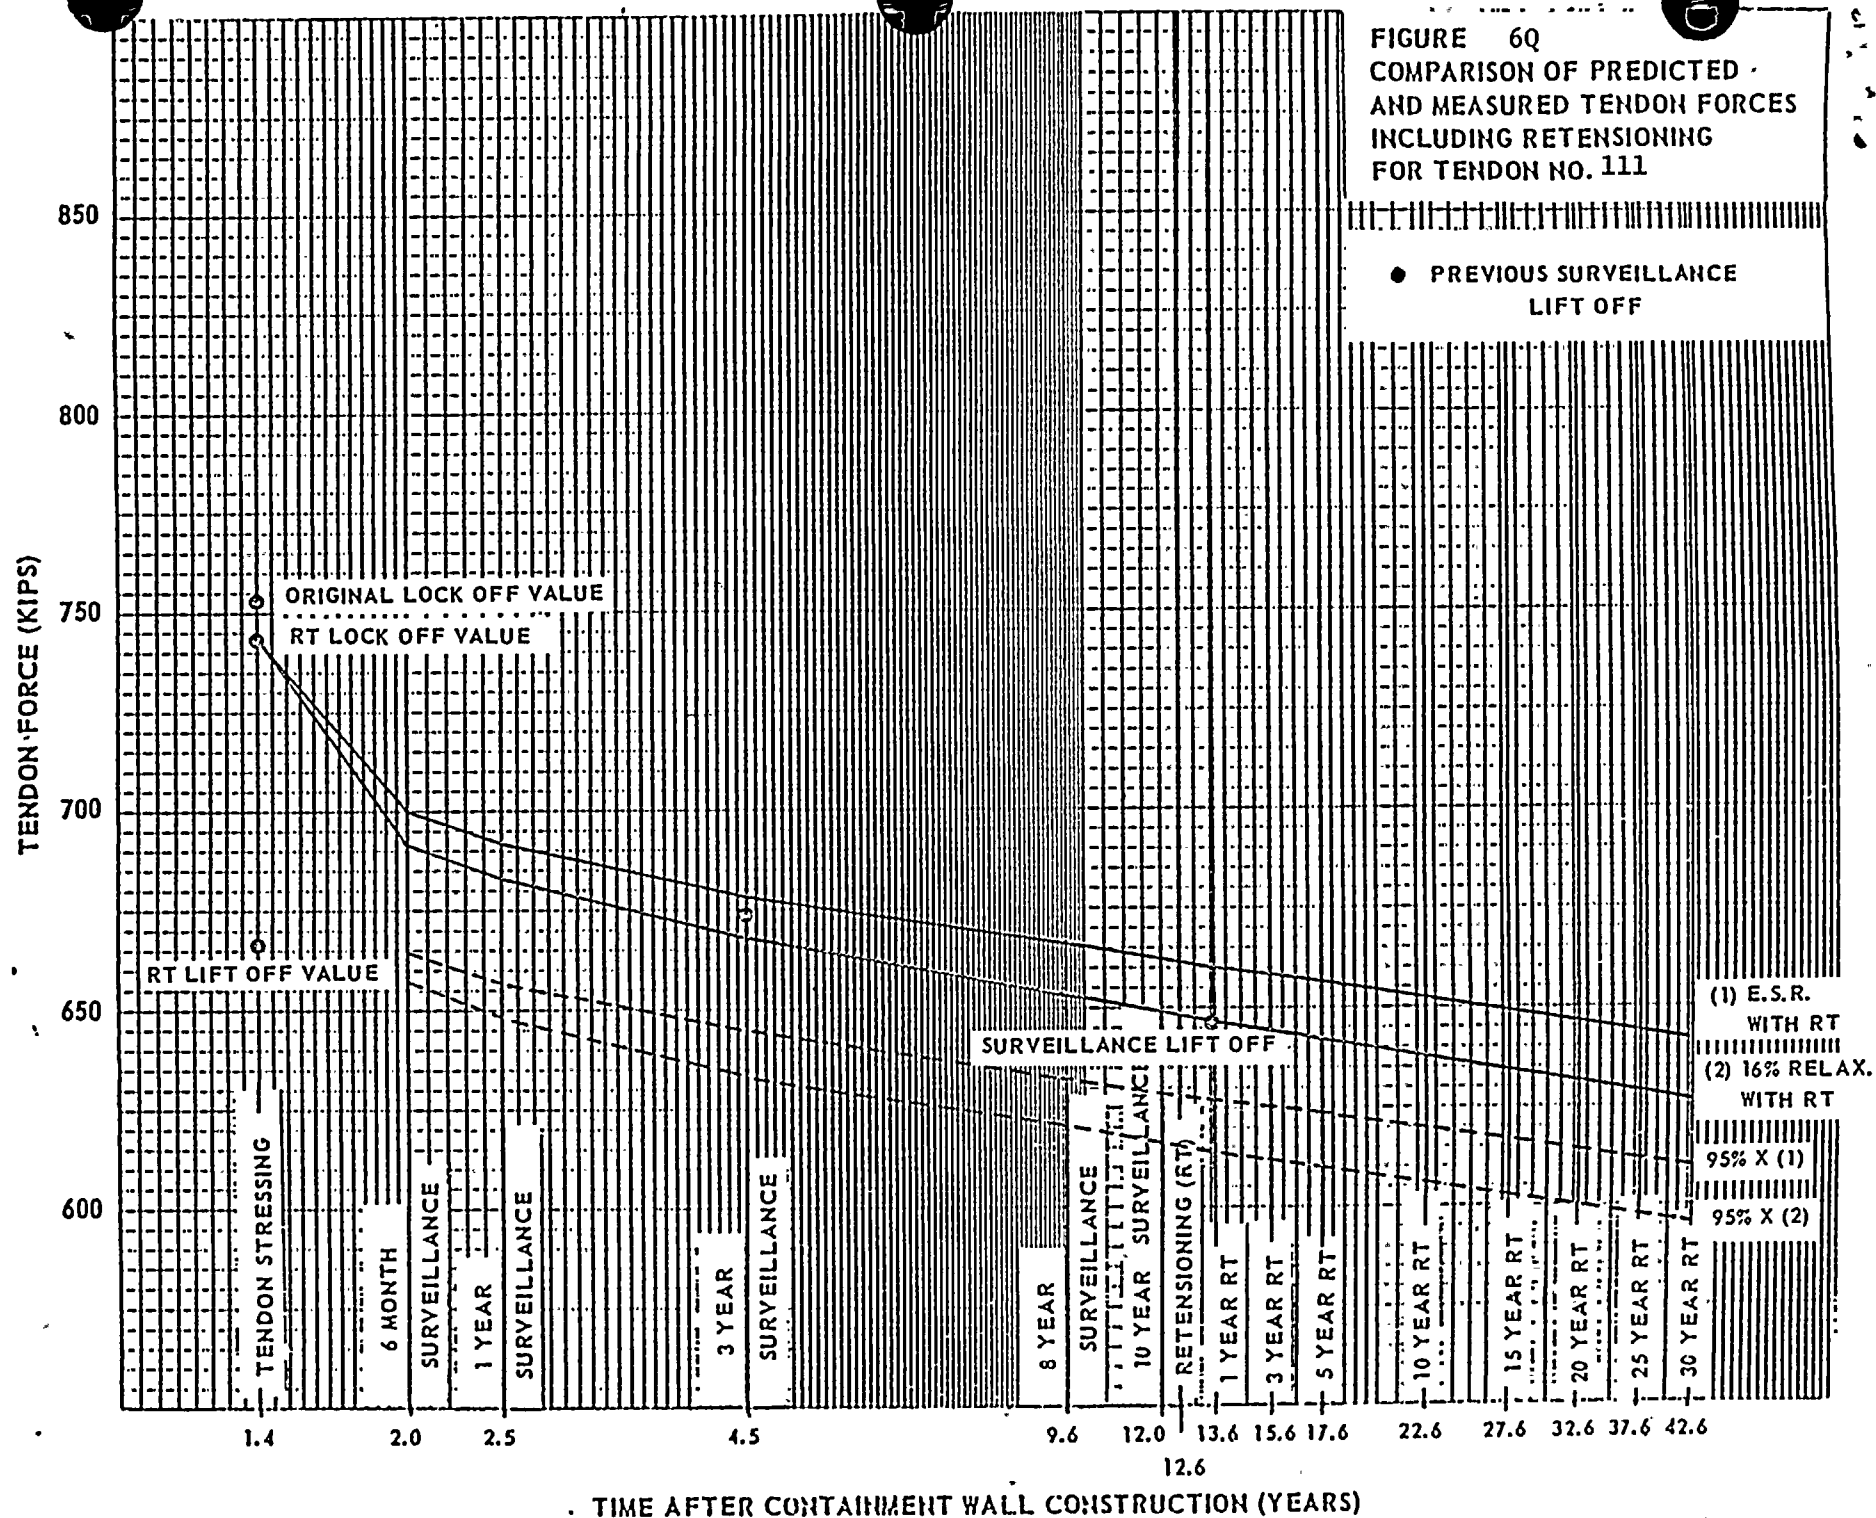 FIGURE 6Q
COMPARISON OF PREDICTED
AND MEASURED TENDON FORCES
INCLUDING RETENSIONING
FOR TENDON NO. 111
● PREVIOUS SURVEILLANCE
LIFT OFF
TENDON FORCE (KIPS)
850
800
750
700
650
600
ORIGINAL LOCK OFF VALUE
RT LOCK OFF VALUE
RT LIFT OFF VALUE
SURVEILLANCE LIFT OFF
(1) E.S.R.
WITH RT
(2) 16% RELAX.
WITH RT
95% X (1)
95% X (2)
TENDON STRESSING
6 MONTH
SURVEILLANCE
1 YEAR
SURVEILLANCE
3 YEAR
SURVEILLANCE
8 YEAR
SURVEILLANCE
10 YEAR SURVEILLANCE
RETENSIONING (RT)
1 YEAR RT
3 YEAR RT
5 YEAR RT
10 YEAR RT
15 YEAR RT
20 YEAR RT
25 YEAR RT
30 YEAR RT
1.4 2.0 2.5 4.5 9.6 12.0 13.6 15.6 17.6 22.6 27.6 32.6 37.6 42.6
12.6
TIME AFTER CONTAINMENT WALL CONSTRUCTION (YEARS)